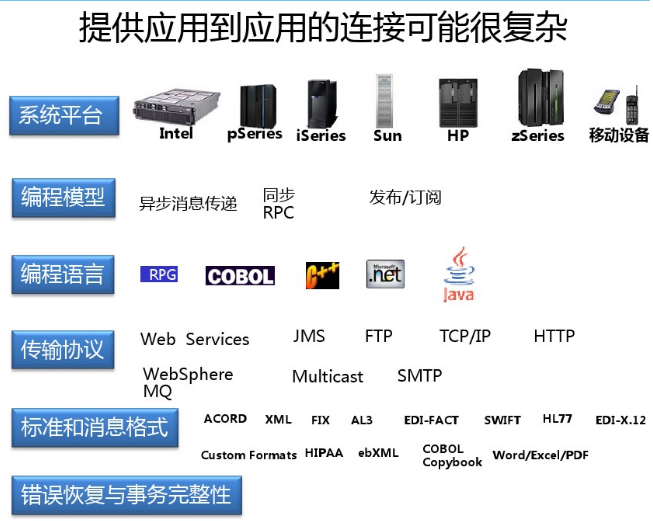 提供应用到应用的连接可能很复杂
系统平台
Intel
pSeries
iSeries
Sun
HP
zSeries
移动设备
编程模型
异步消息传递
同步
RPC
发布/订阅
编程语言
RPG
COBOL
C++
Microsoft
.net
Java
传输协议
Web Services
JMS
FTP
TCP/IP
HTTP
WebSphere
MQ
Multicast
SMTP
标准和消息格式
ACORD
XML
FIX
AL3
EDI-FACT
SWIFT
HL77
EDI-X.12
Custom Formats
HIPAA
ebXML
COBOL
Copybook
Word/Excel/PDF
错误恢复与事务完整性